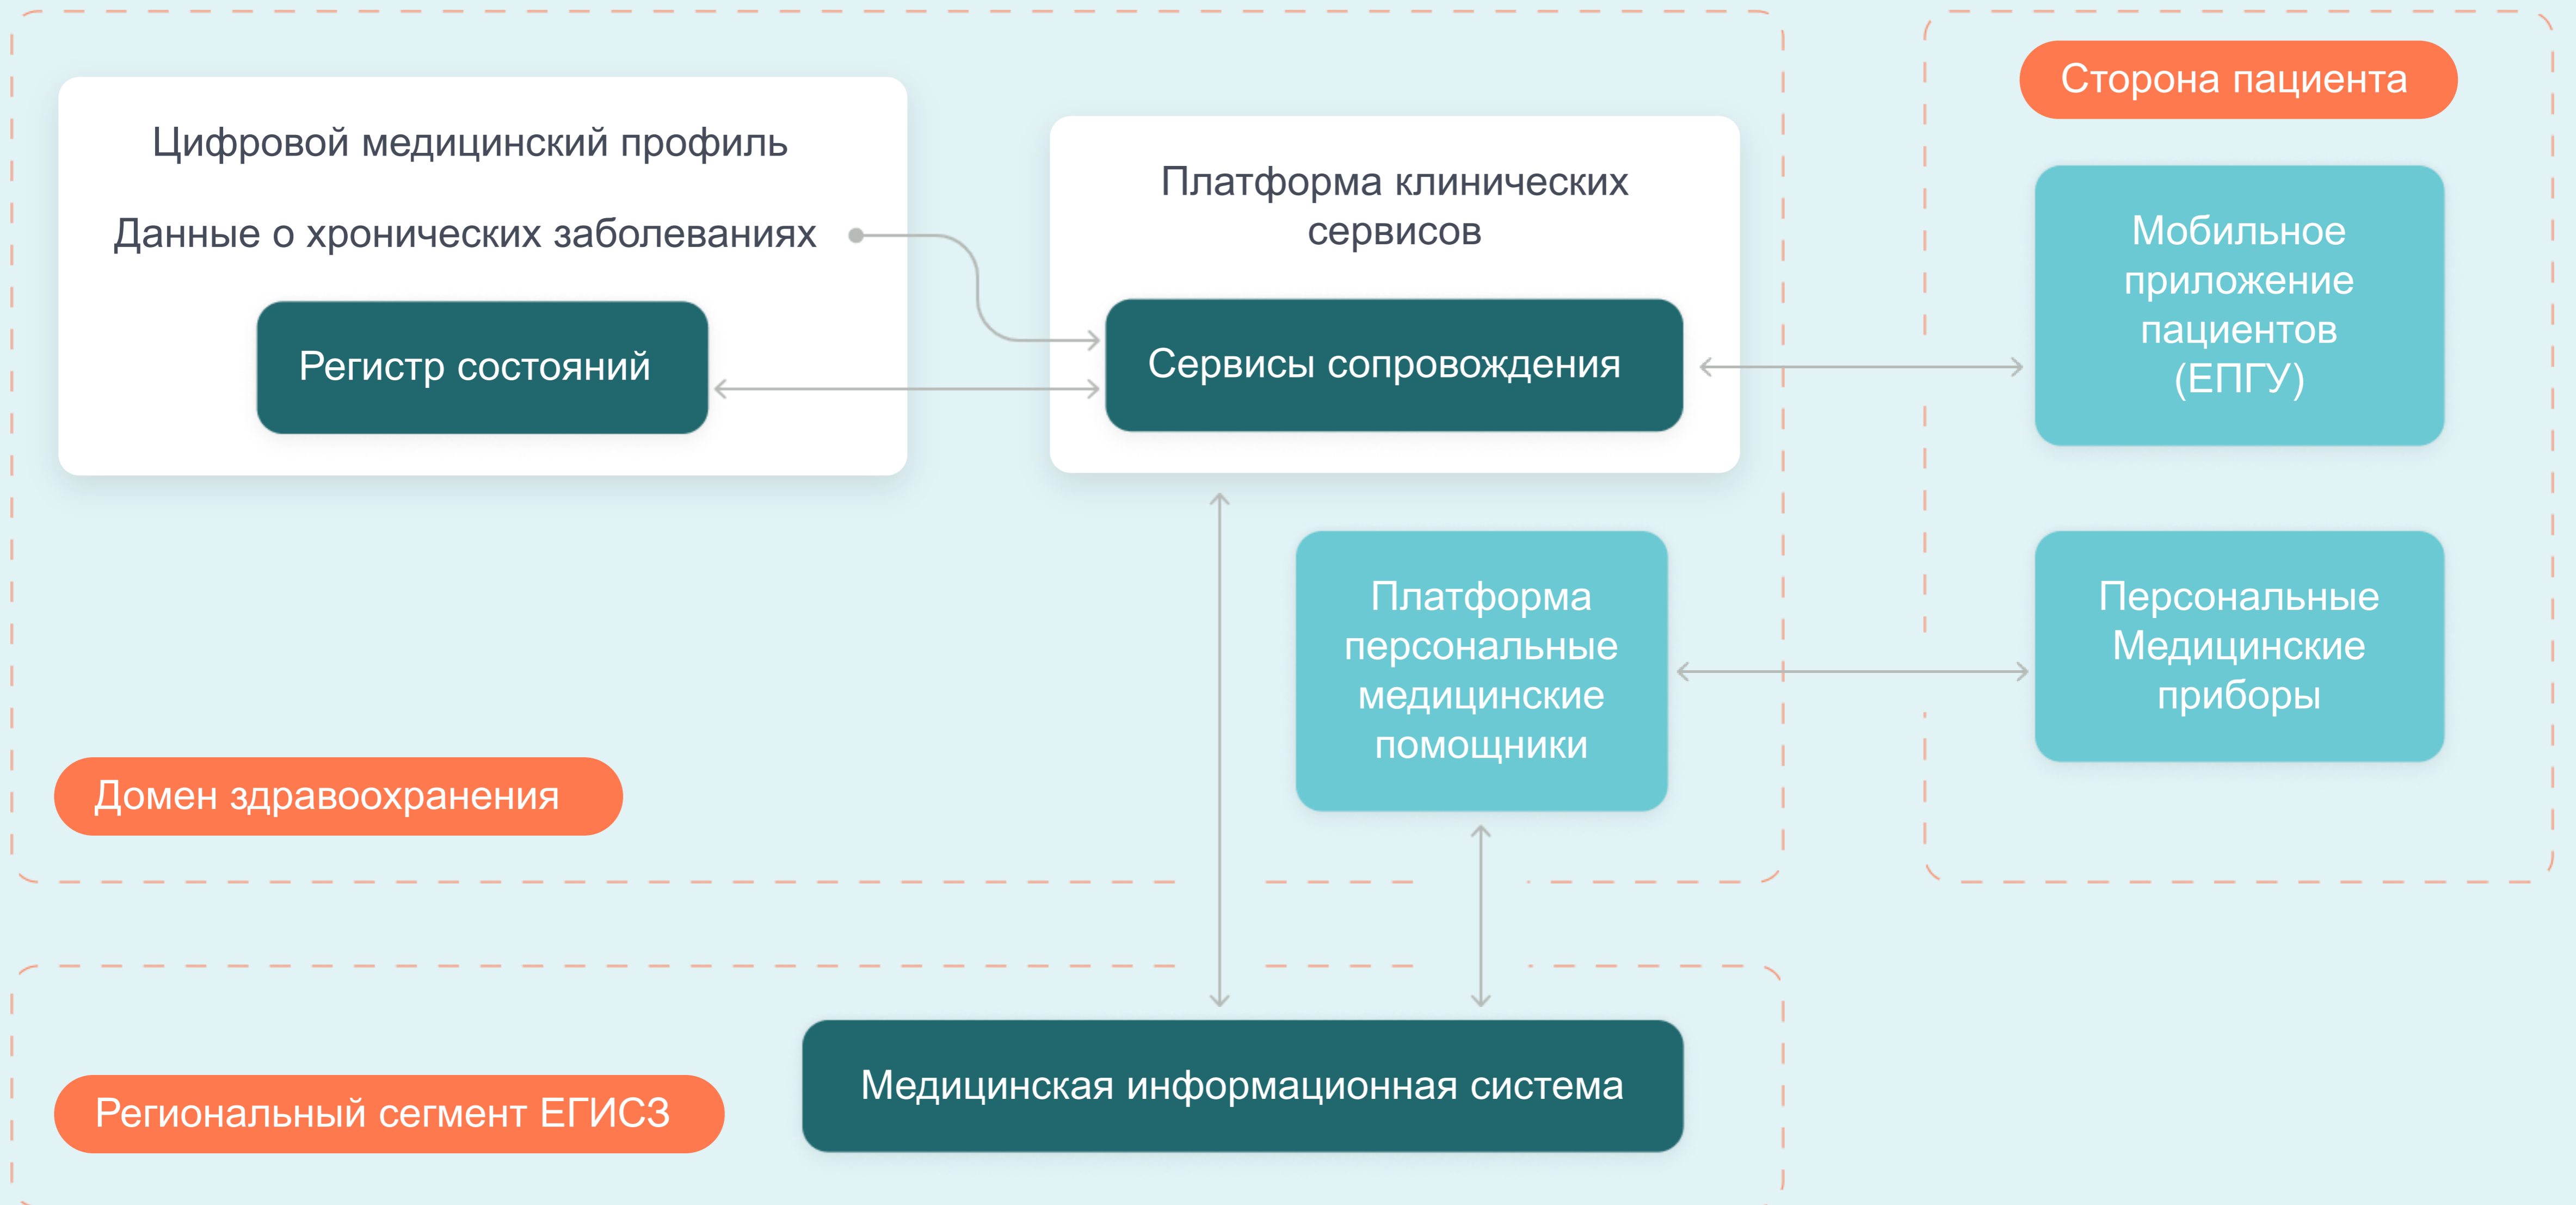 Цифровой медицинский профиль
Данные о хронических заболеваниях
Регистр состояний
Платформа клинических
сервисов
Сервисы сопровождения
Сторона пациента
Мобильное
приложение
пациентов
(ЕПГУ)
Платформа
персональные
медицинские
помощники
Персональные
Медицинские
приборы
Домен здравоохранения
Региональный сегмент ЕГИСЗ
Медицинская информационная система